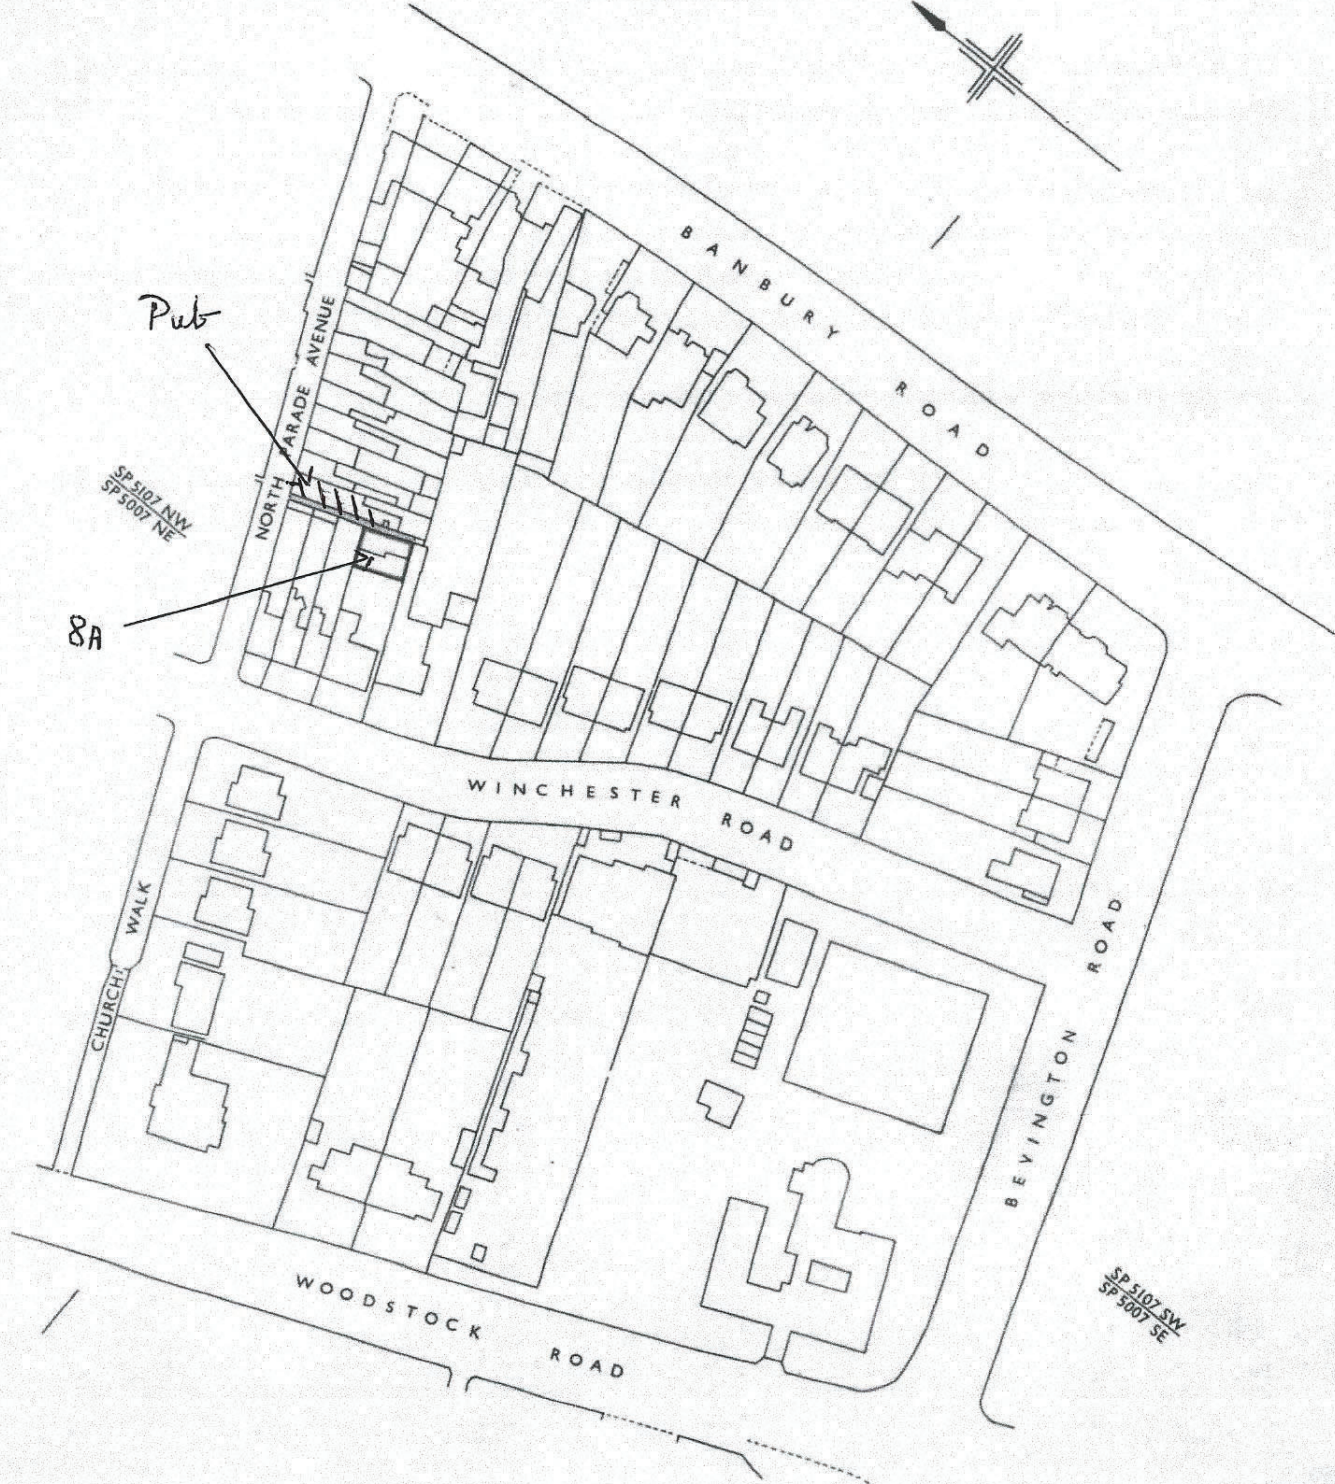 BANBURY ROAD
Pub
NORTH PARADE AVENUE
SP 5107 NW
SP 5007 NE
8A
WINCHESTER ROAD
CHURCH WALK
BEVINGTON ROAD
WOODSTOCK ROAD
SP 5107 SW
SP 5007 SE